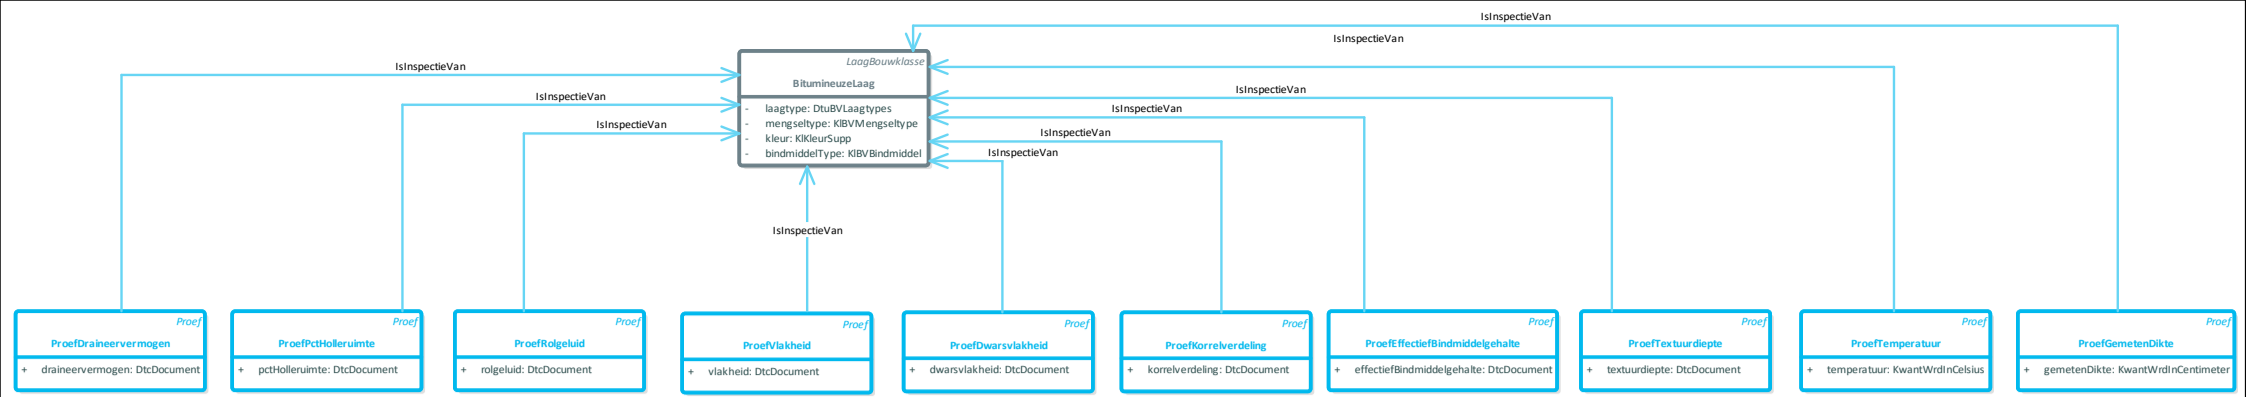 IsInspectieVan
IsInspectieVan
IsInspectieVan
IsInspectieVan
IsInspectieVan
IsInspectieVan
IsInspectieVan
IsInspectieVan
IsInspectieVan
IsInspectieVan
LaagBouwklasse
BitumineuzeLaag
- laagtype: DtuBVLaagtypes
- mengseltype: KlBVMengseltype
- kleur: KlKleurSupp
- bindmiddelType: KlBVBindmiddel
Proef
ProefDraineervermogen
+ draineervermogen: DtcDocument
Proef
ProefPctHolleruimte
+ pctHolleruimte: DtcDocument
Proef
ProefRolgeluid
+ rolgeluid: DtcDocument
Proef
ProefVlakheid
+ vlakheid: DtcDocument
Proef
ProefDwarsvlakheid
+ dwarsvlakheid: DtcDocument
Proef
ProefKorrelverdeling
+ korrelverdeling: DtcDocument
Proef
ProefEffectiefBindmiddelgehalte
+ effectiefBindmiddelgehalte: DtcDocument
Proef
ProefTextuurdiepte
+ textuurdiepte: DtcDocument
Proef
ProefTemperatuur
+ temperatuur: KwantWrdInCelsius
Proef
ProefGemetenDikte
+ gemetenDikte: KwantWrdInCentimeter